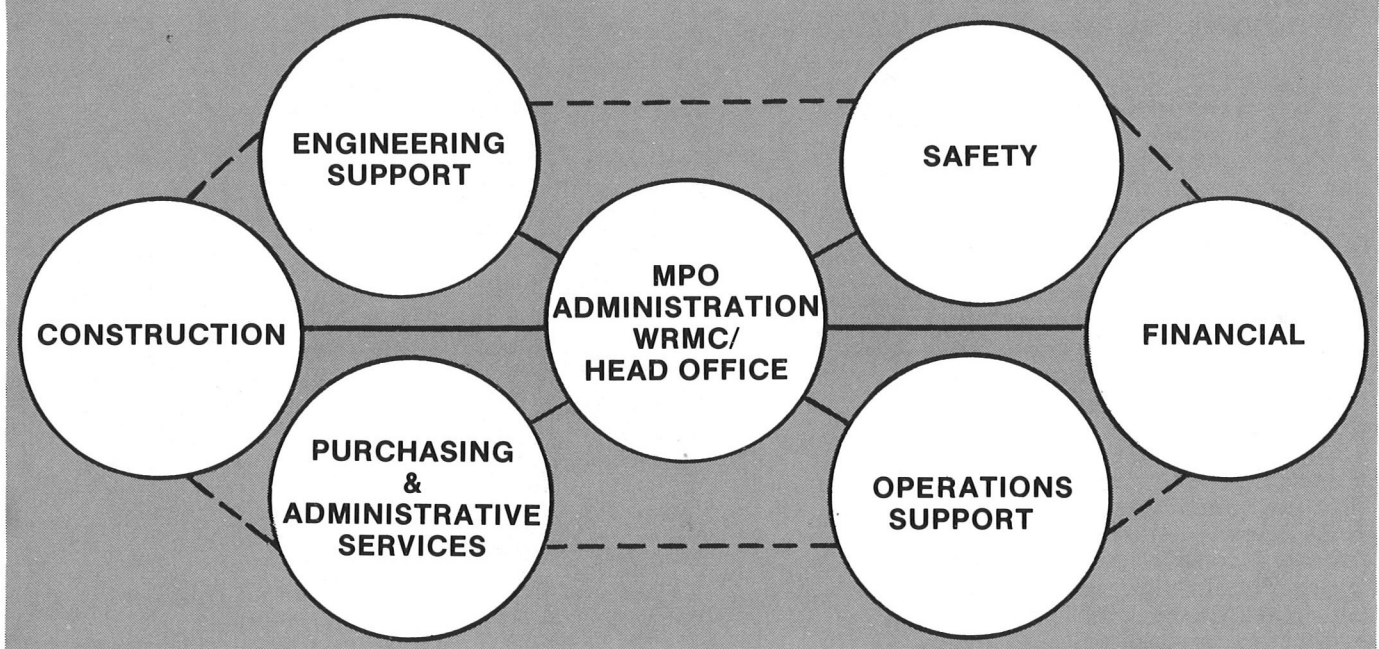 ENGINEERING
SUPPORT
SAFETY
CONSTRUCTION
MPO
ADMINISTRATION
WRMC/
HEAD OFFICE
FINANCIAL
PURCHASING
&
ADMINISTRATIVE
SERVICES
OPERATIONS
SUPPORT